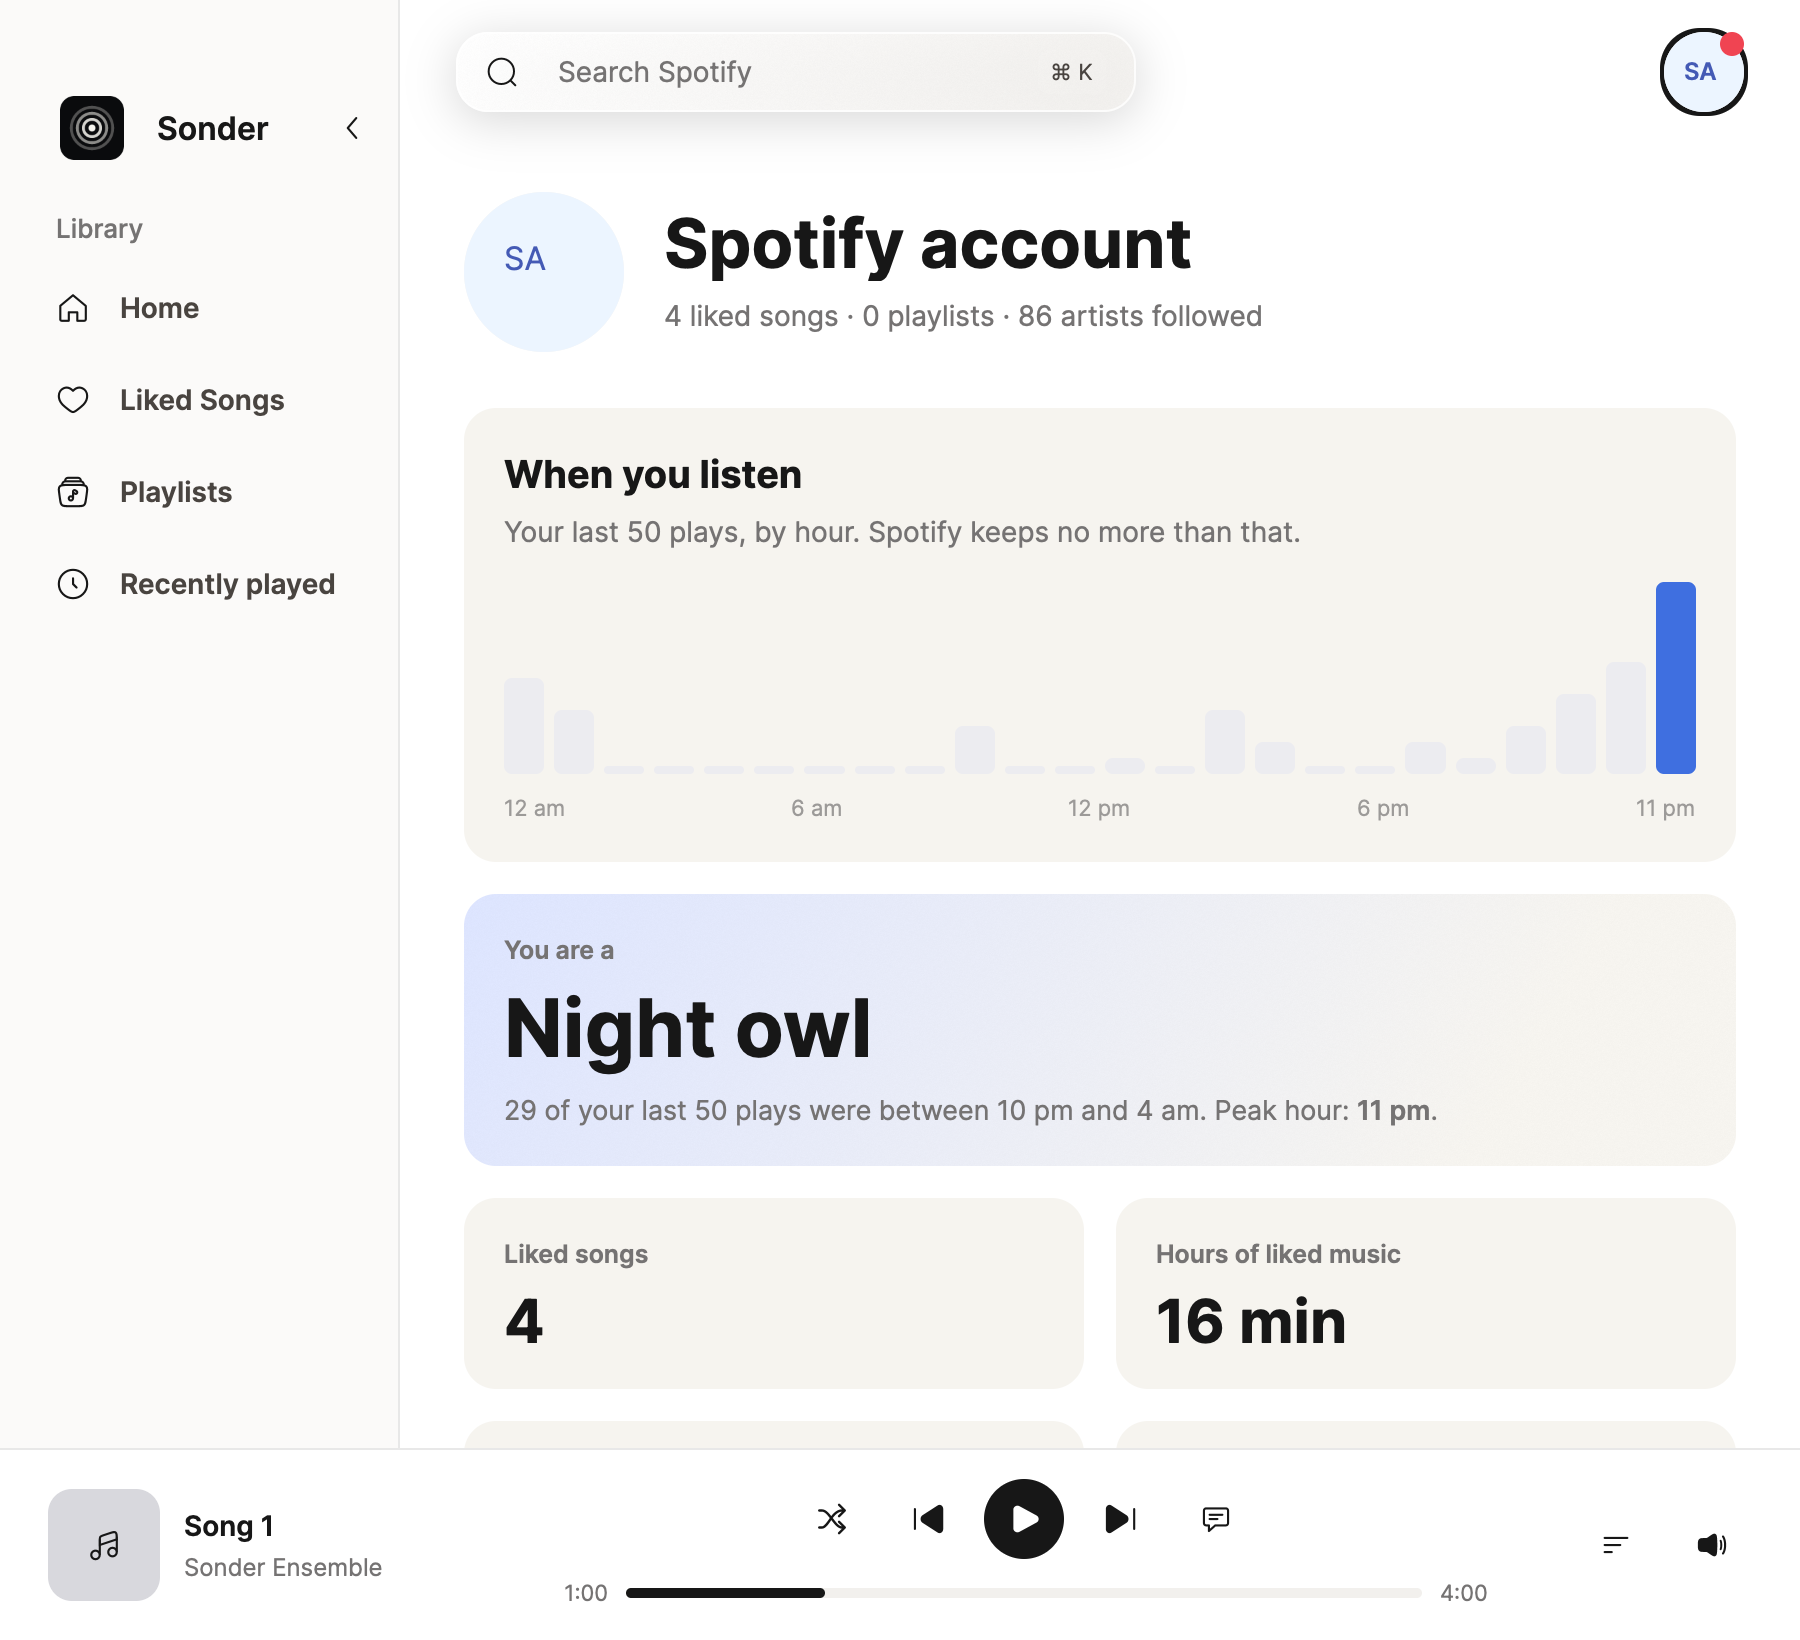 Sonder
Library
Home
Liked Songs
Playlists
Recently played
Search Spotify ⌘ K
SA
SA
Spotify account
4 liked songs · 0 playlists · 86 artists followed
When you listen
Your last 50 plays, by hour. Spotify keeps no more than that.
12 am 6 am 12 pm 6 pm 11 pm
You are a
Night owl
29 of your last 50 plays were between 10 pm and 4 am. Peak hour: 11 pm.
Liked songs
4
Hours of liked music
16 min
Song 1
Sonder Ensemble
1:00 4:00